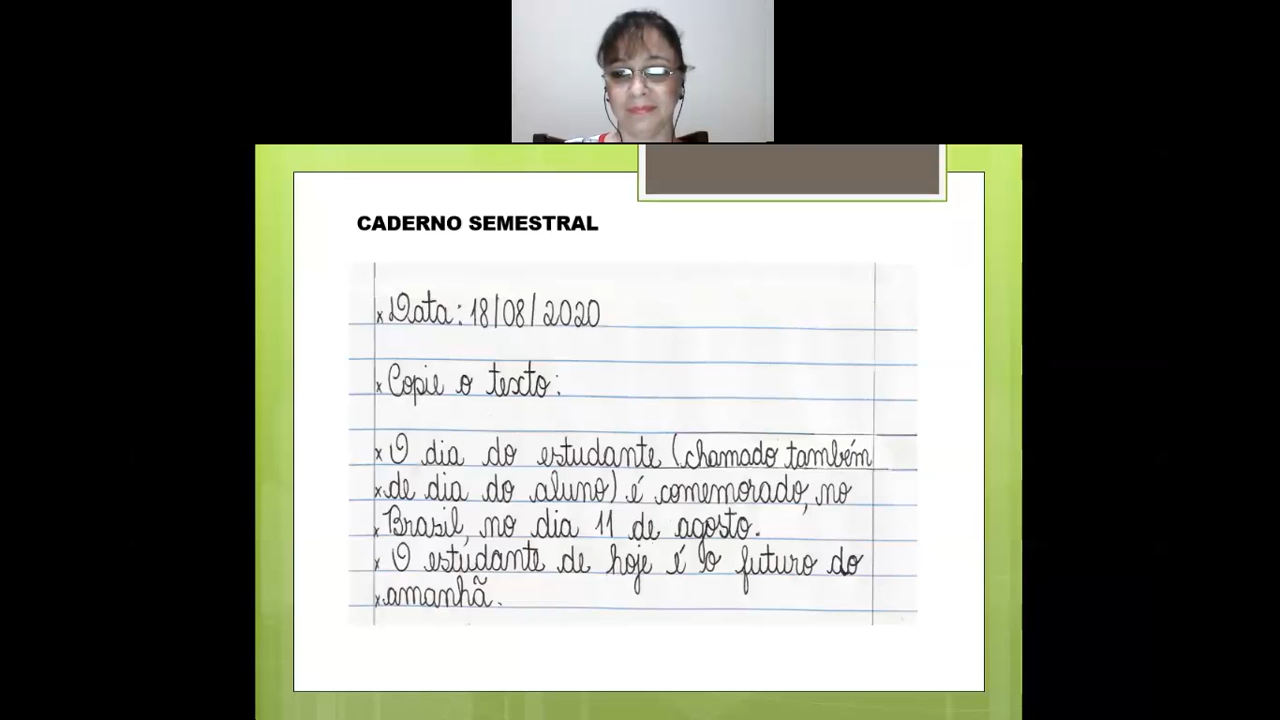 CADERNO SEMESTRAL
x Data: 18/08/2020
x Copie o texto:
x O dia do estudante (chamado também
x de dia do aluno) é comemorado, no
x Brasil, no dia 11 de agosto.
x O estudante de hoje é o futuro do
x amanhã.